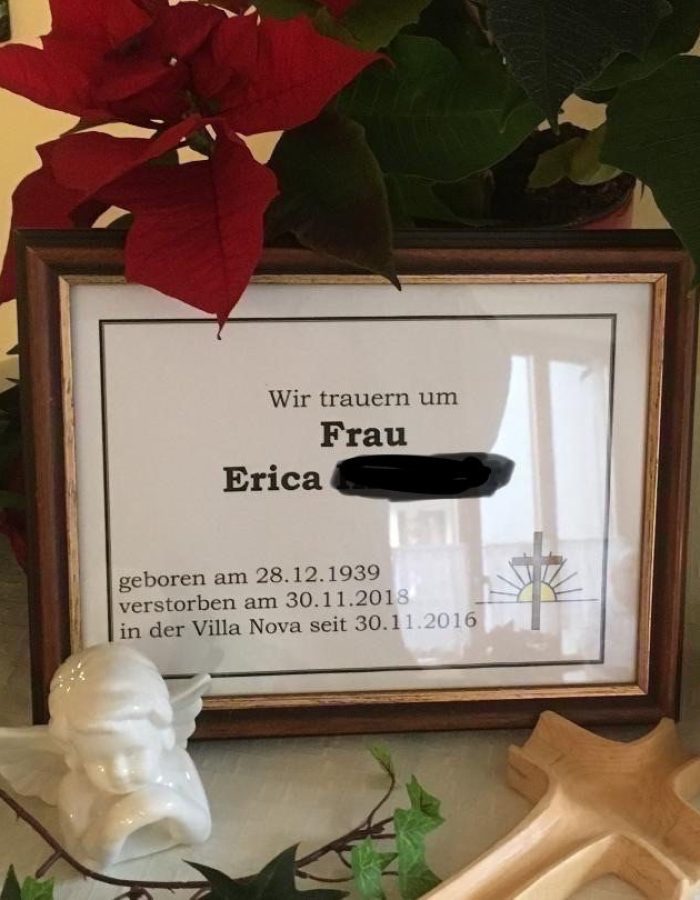 Wir trauern um
Frau
Erica
geboren am 28.12.1939
verstorben am 30.11.2018
in der Villa Nova seit 30.11.2016